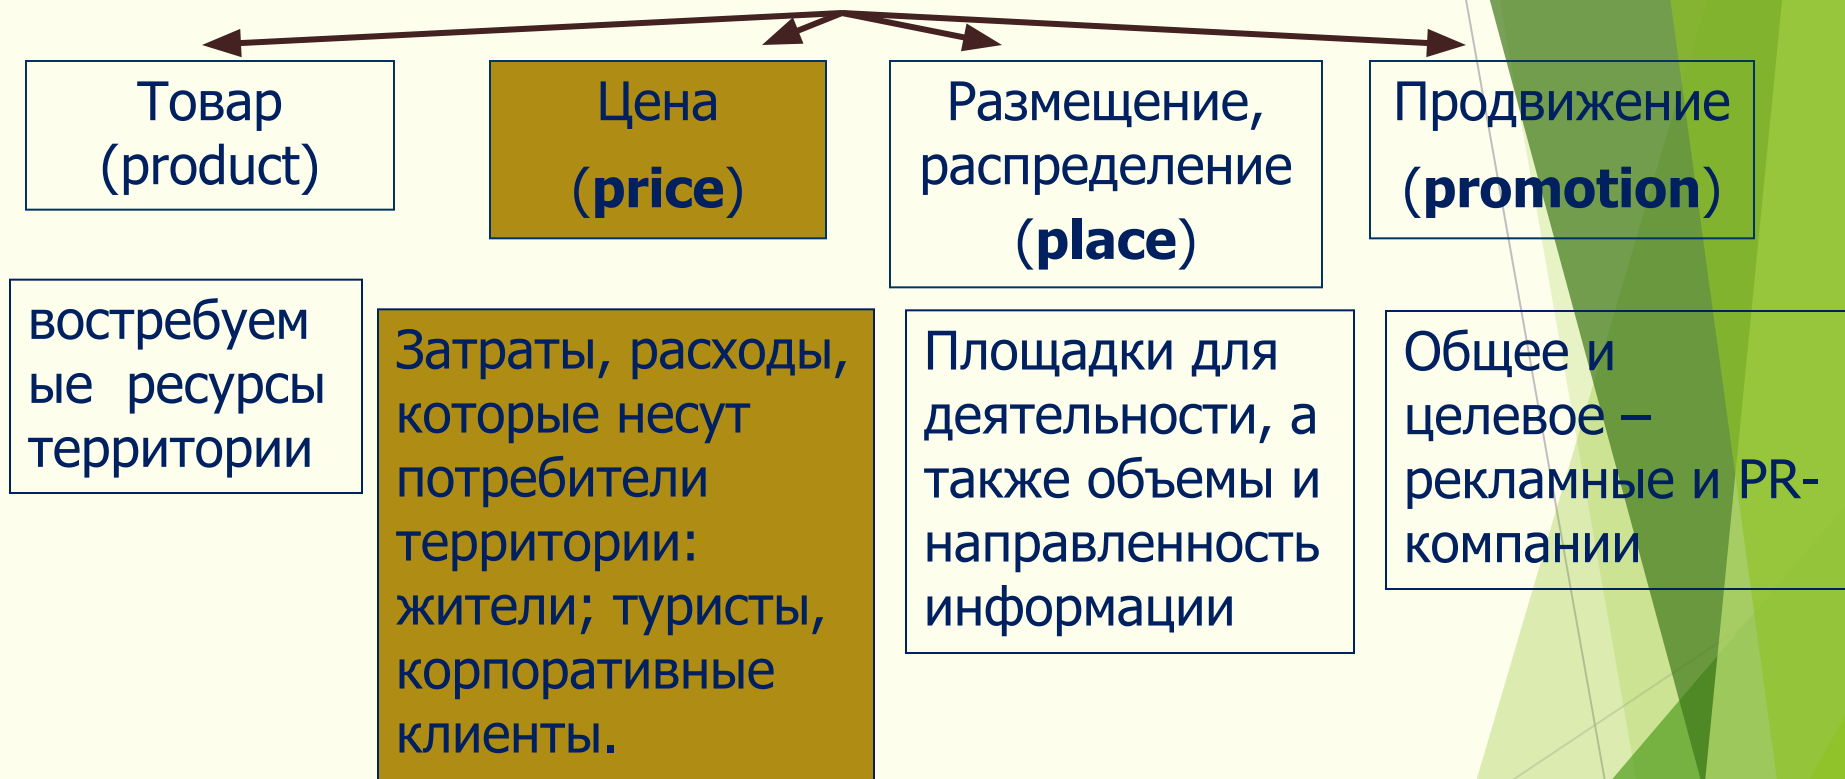 Товар
(product)
Цена
(price)
Размещение,
распределение
(place)
Продвижение
(promotion)
востребуем
ые ресурсы
территории
Затраты, расходы,
которые несут
потребители
территории:
жители; туристы,
корпоративные
клиенты.
Площадки для
деятельности, а
также объемы и
направленность
информации
Общее и
целевое –
рекламные и PR-
компании